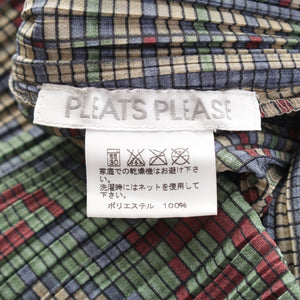 PLEATS PLEASE
家庭での乾燥機はお避け下さ
い。
洗濯時にはネットを使用して
下さい。
ポリエステル 100%